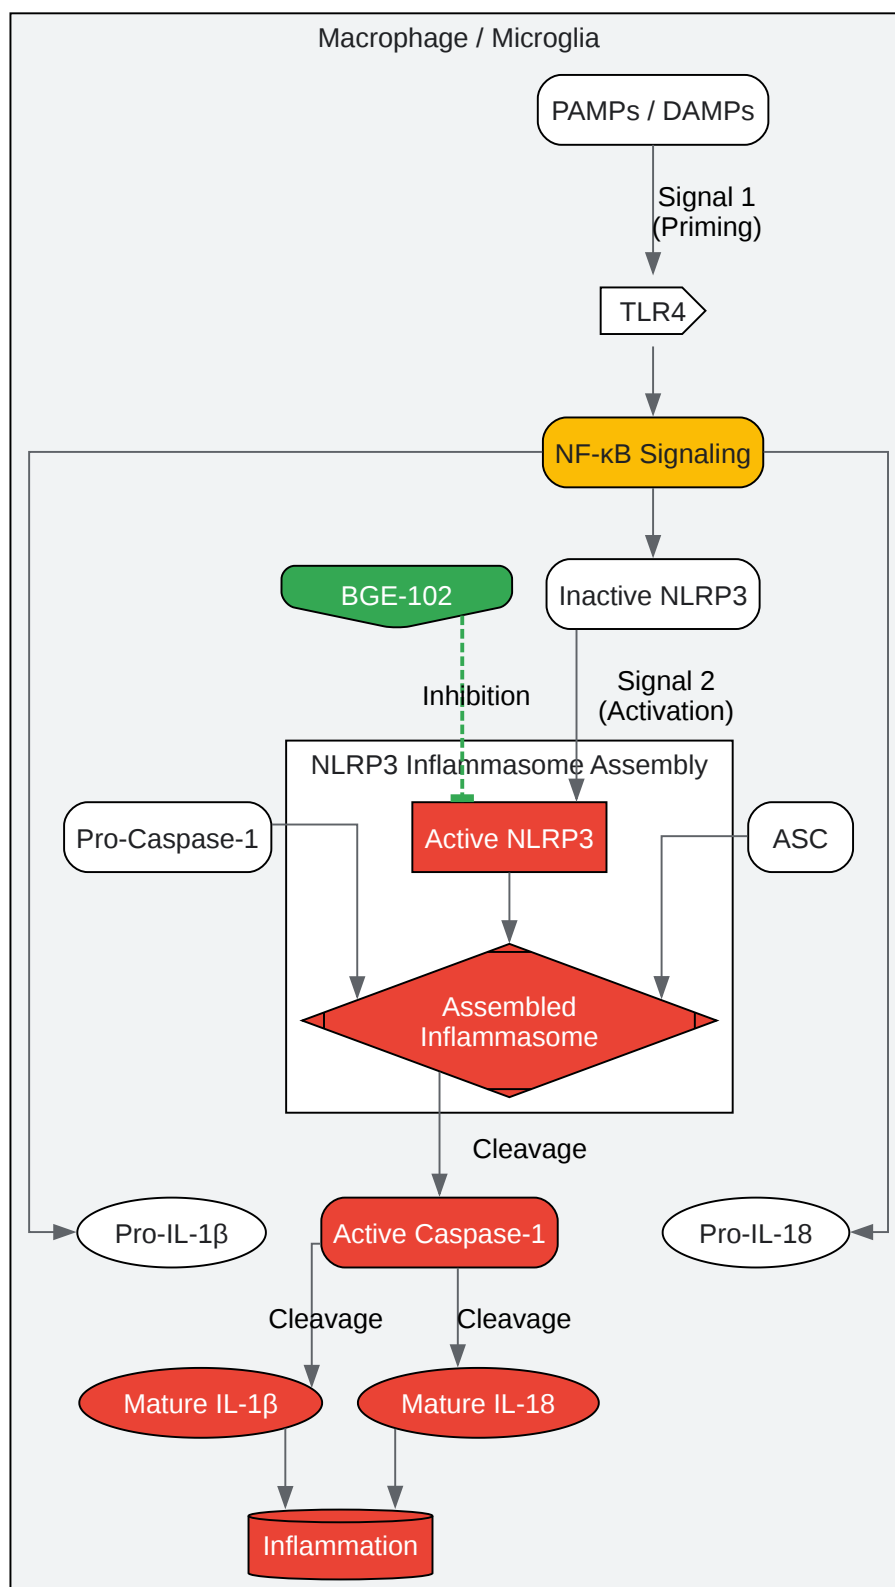 Macrophage / Microglia
PAMPs / DAMPs
Signal 1
(Priming)
TLR4
NF-κB Signaling
BGE-102
Inactive NLRP3
Inhibition
Signal 2
(Activation)
NLRP3 Inflammasome Assembly
Pro-Caspase-1
Active NLRP3
ASC
Assembled
Inflammasome
Cleavage
Pro-IL-1β
Active Caspase-1
Pro-IL-18
Cleavage
Cleavage
Mature IL-1β
Mature IL-18
Inflammation